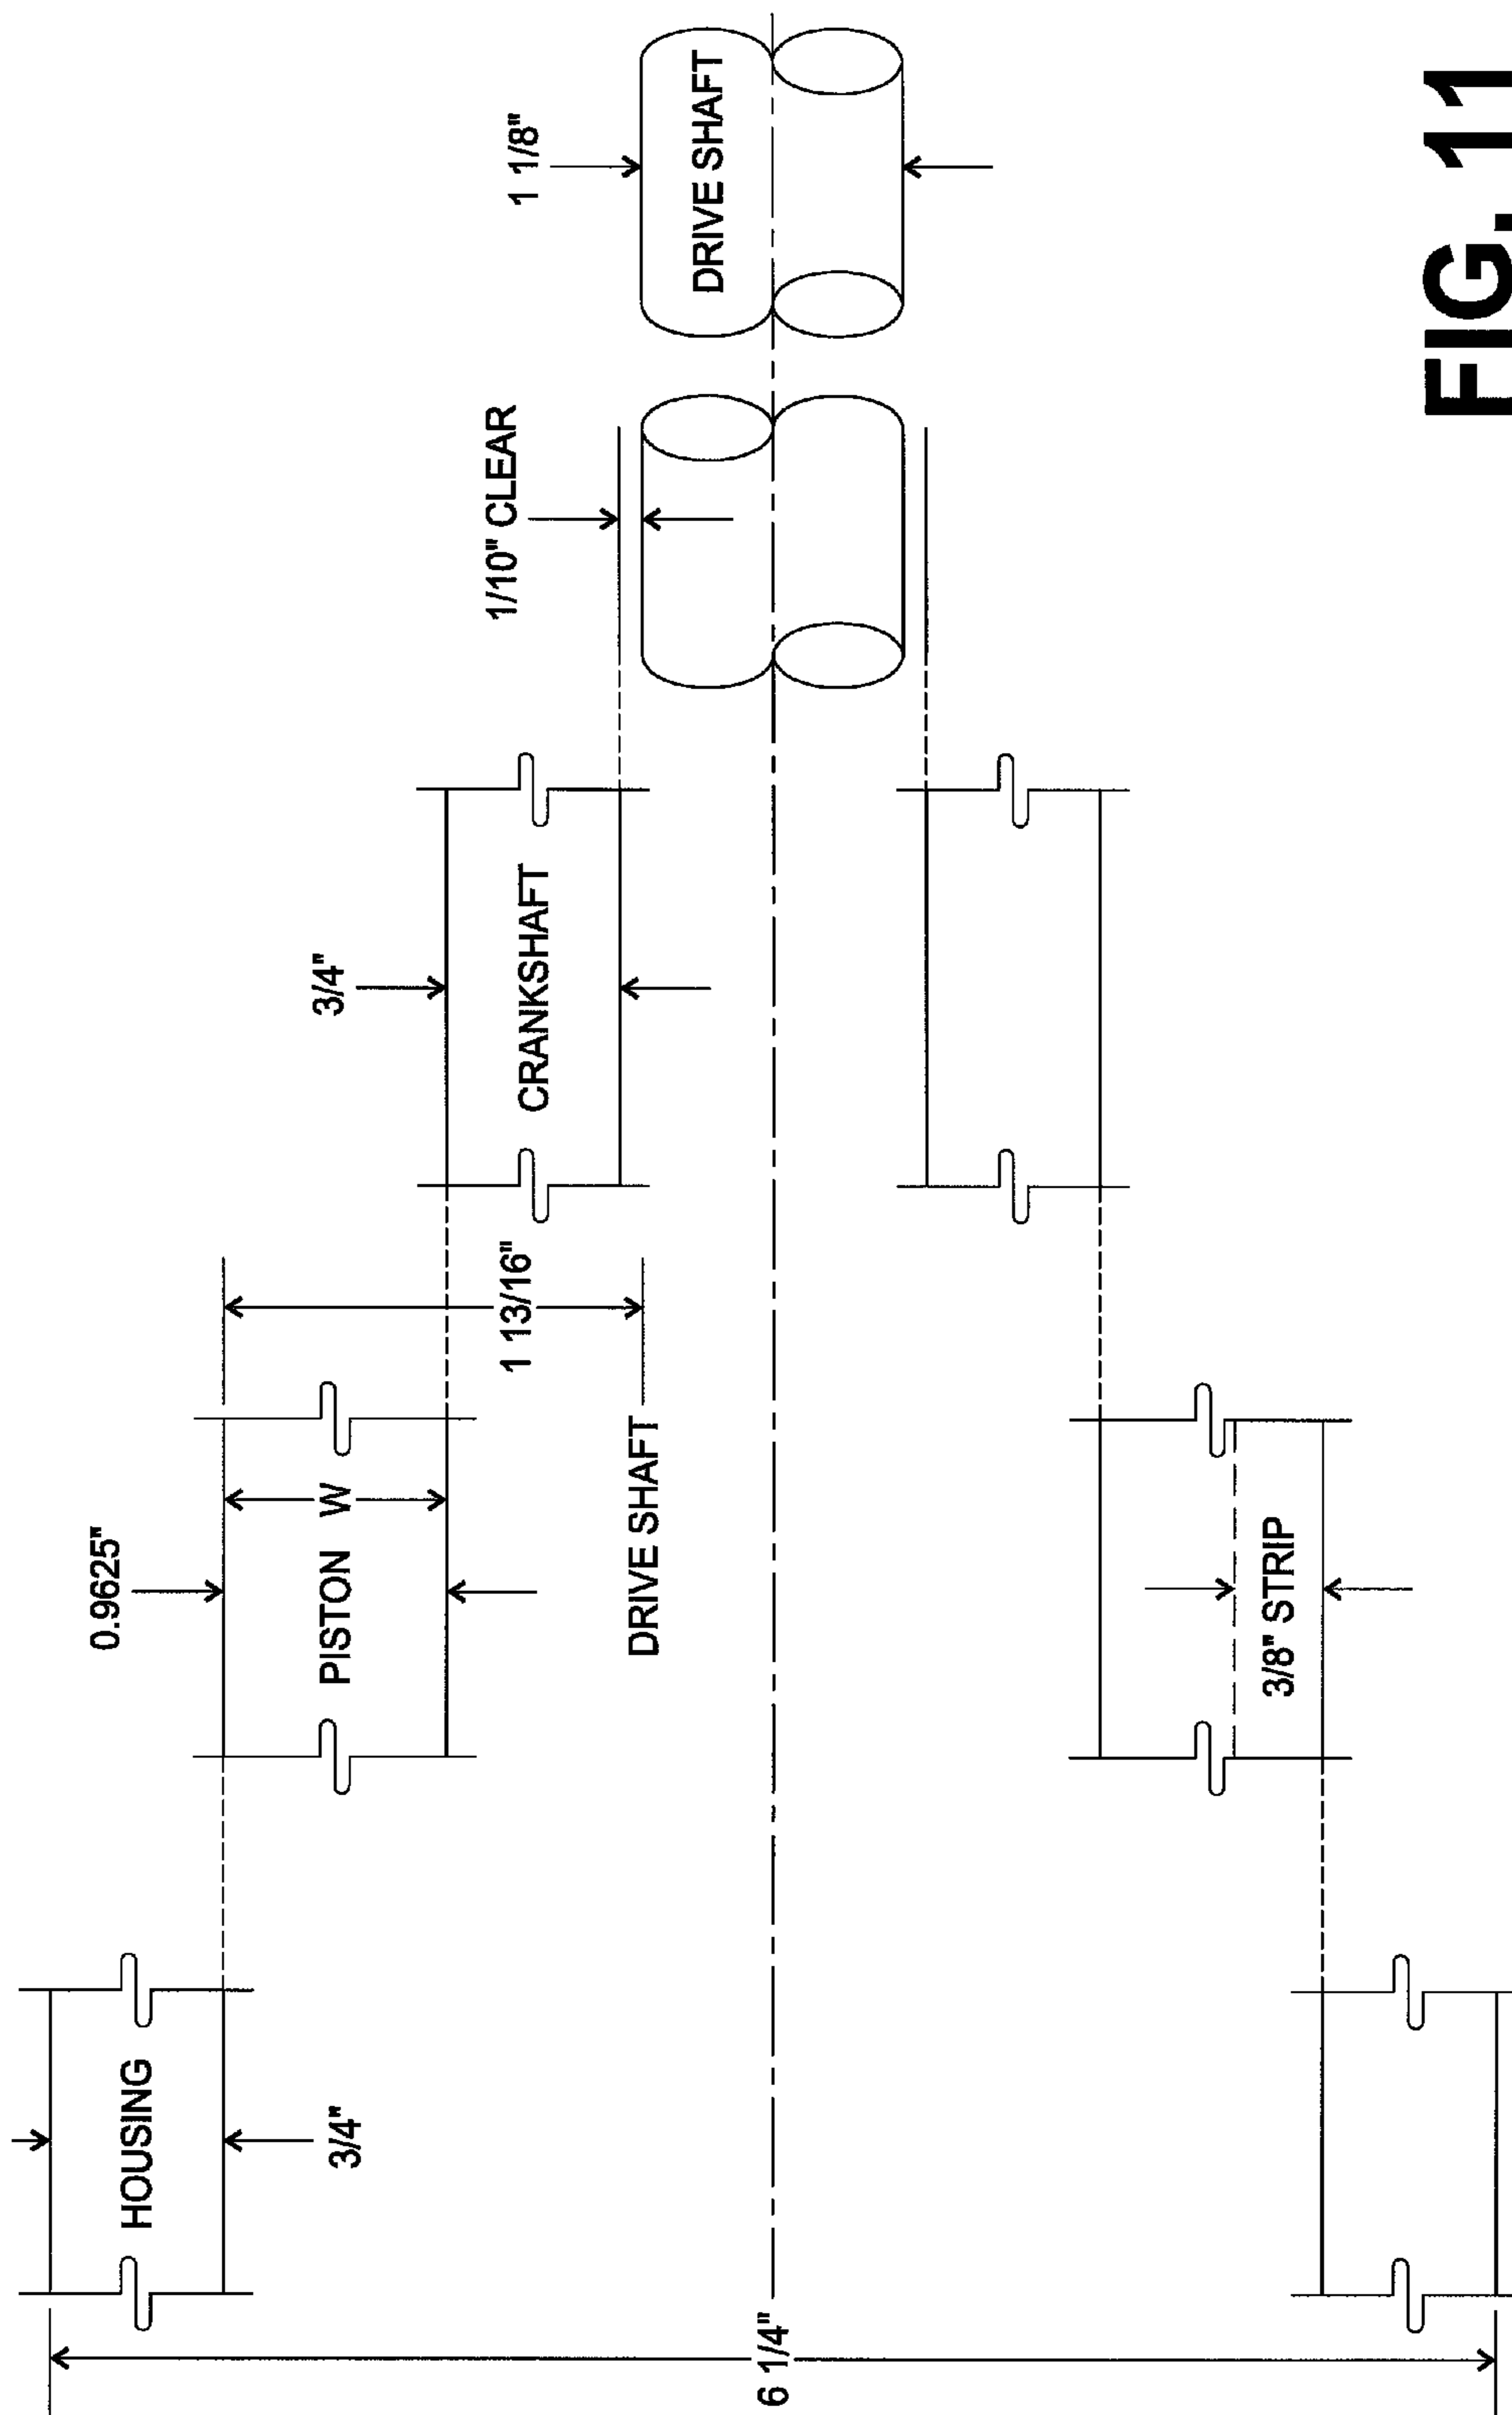 6 1/4"
HOUSING
3/4"
0.9625"
PISTON W
1 13/16"
DRIVE SHAFT
3/8" STRIP
3/4"
CRANKSHAFT
1/10" CLEAR
1 1/8"
DRIVE SHAFT
FIG. 11